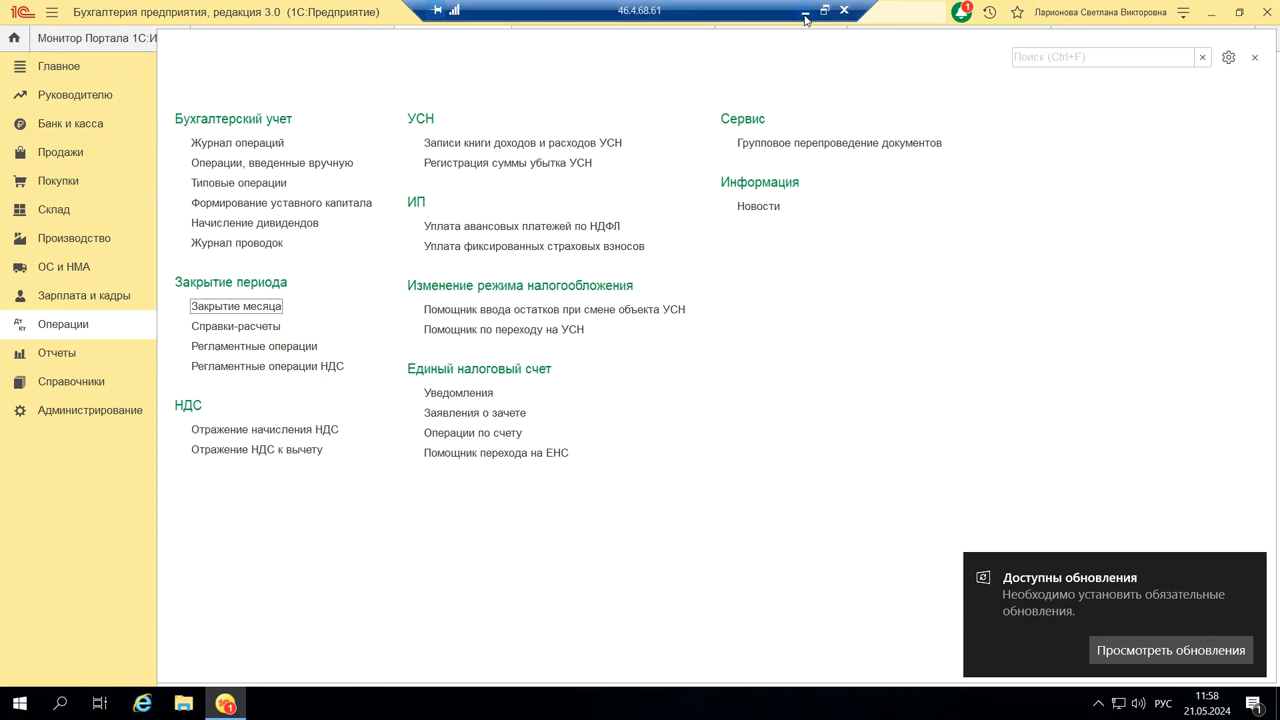 Бухгалтерия предприятия, редакция 3.0 (1С:Предприятие)
46.4.68.61
1
Ларионова Светлана Викторовна
Монитор Портала 1С:И
Поиск (Ctrl+F)
Главное
Руководителю
Банк и касса
Продажи
Покупки
Склад
Производство
ОС и НМА
Зарплата и кадры
Операции
Отчеты
Справочники
Администрирование
Бухгалтерский учет
Журнал операций
Операции, введенные вручную
Типовые операции
Формирование уставного капитала
Начисление дивидендов
Журнал проводок
Закрытие периода
Закрытие месяца
Справки-расчеты
Регламентные операции
Регламентные операции НДС
НДС
Отражение начисления НДС
Отражение НДС к вычету
УСН
Записи книги доходов и расходов УСН
Регистрация суммы убытка УСН
ИП
Уплата авансовых платежей по НДФЛ
Уплата фиксированных страховых взносов
Изменение режима налогообложения
Помощник ввода остатков при смене объекта УСН
Помощник по переходу на УСН
Единый налоговый счет
Уведомления
Заявления о зачете
Операции по счету
Помощник перехода на ЕНС
Сервис
Групповое перепроведение документов
Информация
Новости
Доступны обновления
Необходимо установить обязательные
обновления.
Просмотреть обновления
1
РУС
11:58
21.05.2024
1